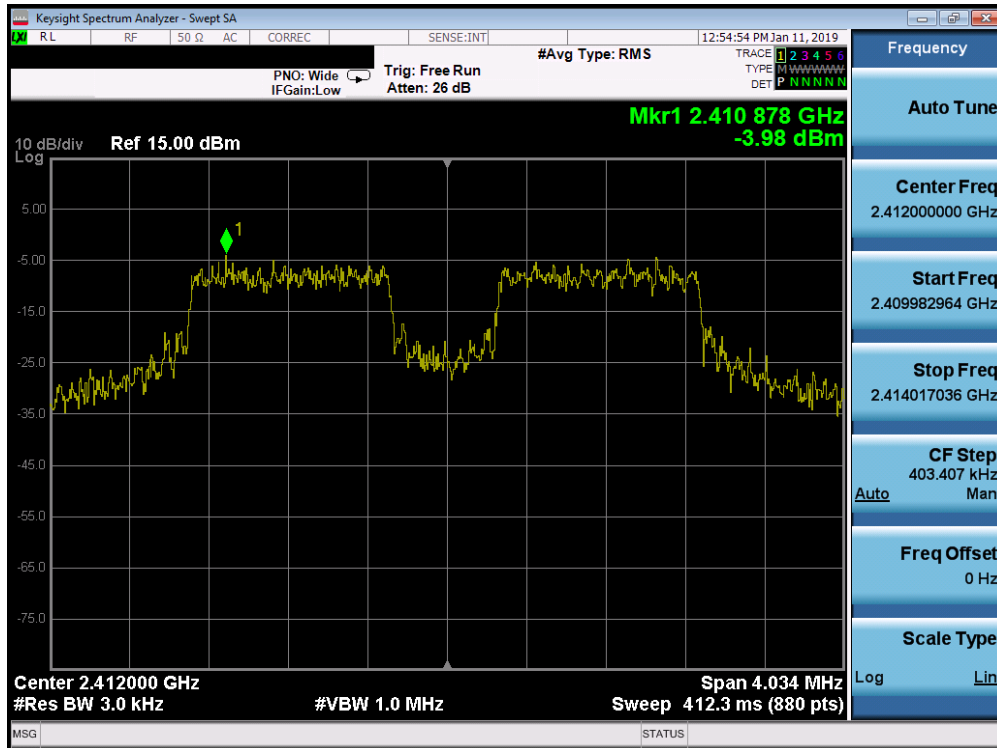 Keysight Spectrum Analyzer - Swept SA
LXI RL RF 50 Ω AC CORREC SENSE:INT 12:54:54 PM Jan 11, 2019
#Avg Type: RMS TRACE 1 2 3 4 5 6
PNO: Wide Trig: Free Run TYPE M W W W W W
IFGain:Low Atten: 26 dB DET P N N N N N
Mkr1 2.410 878 GHz
-3.98 dBm
10 dB/div Ref 15.00 dBm
Log
1
5.00
-5.00
-15.0
-25.0
-35.0
-45.0
-55.0
-65.0
-75.0
Center 2.412000 GHz Span 4.034 MHz
#Res BW 3.0 kHz #VBW 1.0 MHz Sweep 412.3 ms (880 pts)
MSG STATUS
Frequency
Auto Tune
Center Freq
2.412000000 GHz
Start Freq
2.409982964 GHz
Stop Freq
2.414017036 GHz
CF Step
403.407 kHz
Auto Man
Freq Offset
0 Hz
Scale Type
Log Lin